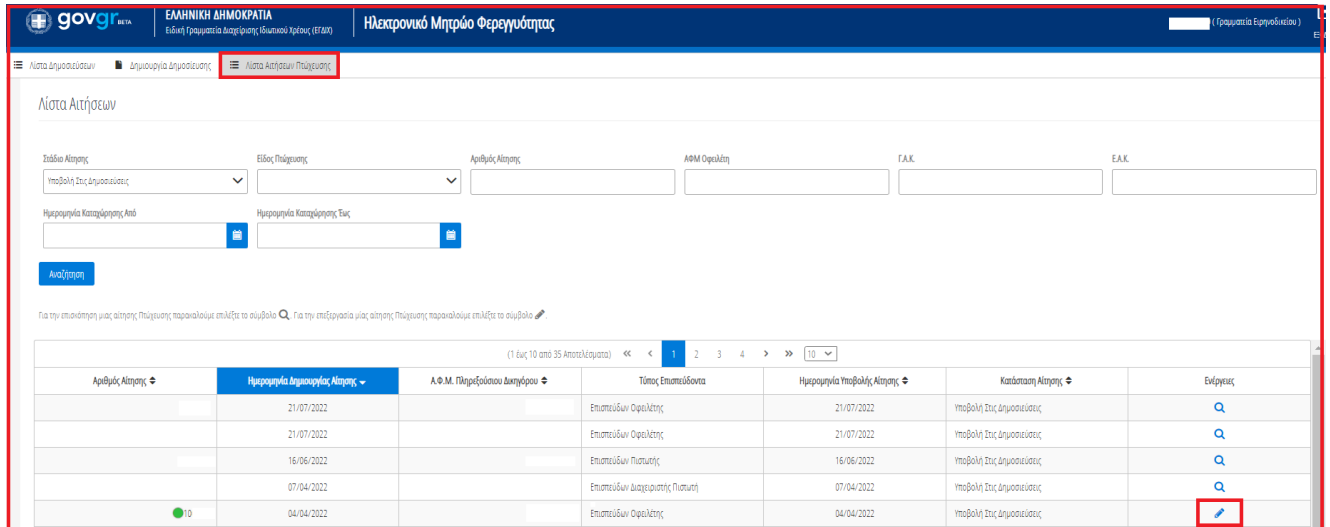 govgr BETA
ΕΛΛΗΝΙΚΗ ΔΗΜΟΚΡΑΤΙΑ
Ειδική Γραμματεία Διαχείρισης Ιδιωτικού Χρέους (ΕΓΔΙΧ)
Ηλεκτρονικό Μητρώο Φερεγγυότητας
( Γραμματεία Ειρηνοδικείου )
Λίστα Δημοσιεύσεων Δημιουργία Δημοσίευσης Λίστα Αιτήσεων Πτώχευσης
Λίστα Αιτήσεων
Στάδιο Αίτησης Είδος Πτώχευσης Αριθμός Αίτησης ΑΦΜ Οφειλέτη Γ.Α.Κ. Ε.Α.Κ.
Υποβολή Στις Δημοσιεύσεις
Ημερομηνία Καταχώρησης Από Ημερομηνία Καταχώρησης Έως
Αναζήτηση
Για την επισκόπηση μιας αίτησης Πτώχευσης παρακαλούμε επιλέξτε το σύμβολο . Για την επεξεργασία μίας αίτησης Πτώχευσης παρακαλούμε επιλέξτε το σύμβολο .
(1 έως 10 από 35 Αποτελέσματα) « < 1 2 3 4 > » 10
Αριθμός Αίτησης Ημερομηνία Δημιουργίας Αίτησης Α.Φ.Μ. Πληρεξούσιου Δικηγόρου Τύπος Επισπεύδοντα Ημερομηνία Υποβολής Αίτησης Κατάσταση Αίτησης Ενέργειες
21/07/2022 Επισπεύδων Οφειλέτης 21/07/2022 Υποβολή Στις Δημοσιεύσεις
21/07/2022 Επισπεύδων Οφειλέτης 21/07/2022 Υποβολή Στις Δημοσιεύσεις
16/06/2022 Επισπεύδων Πιστωτής 16/06/2022 Υποβολή Στις Δημοσιεύσεις
07/04/2022 Επισπεύδων Διαχειριστής Πιστωτή 07/04/2022 Υποβολή Στις Δημοσιεύσεις
10 04/04/2022 Επισπεύδων Οφειλέτης 04/04/2022 Υποβολή Στις Δημοσιεύσεις